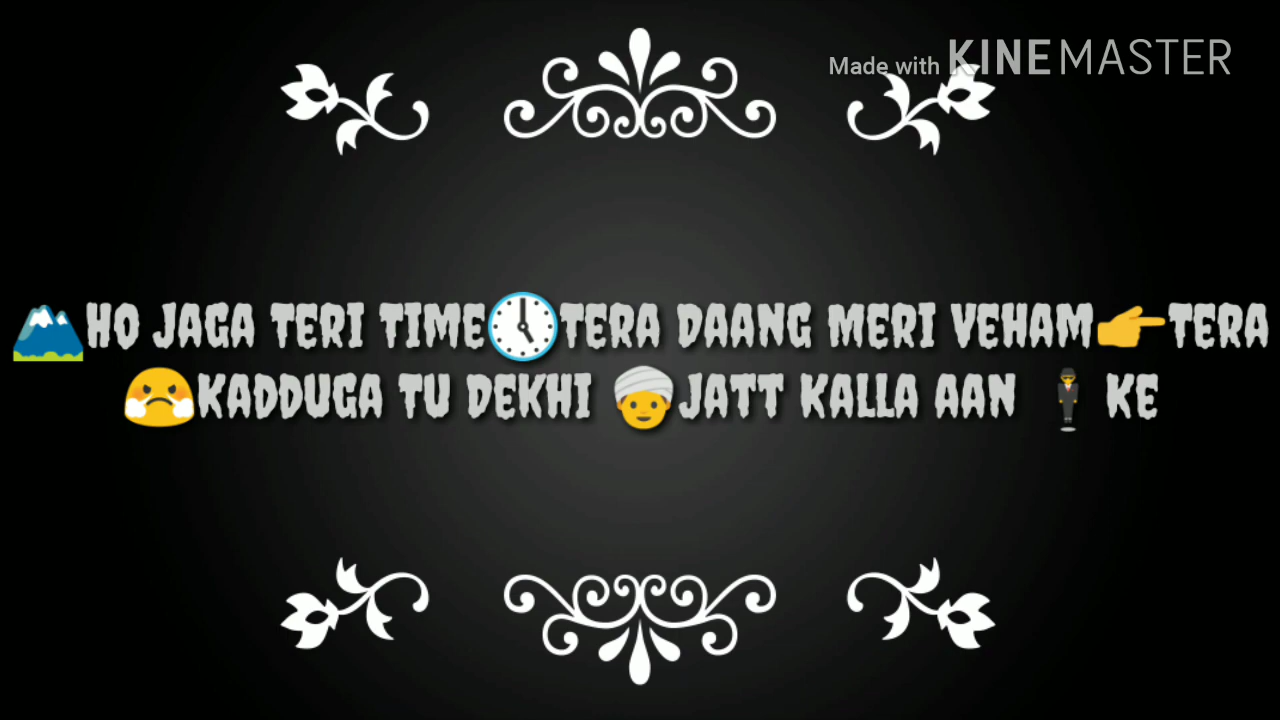 Made with KINEMASTER
🏔️HO JAGA TERI TIME🕔TERA DAANG MERI VEHAM👉TERA
😤KADDUGA TU DEKHI 👳JATT KALLA AAN 🕴️ KE